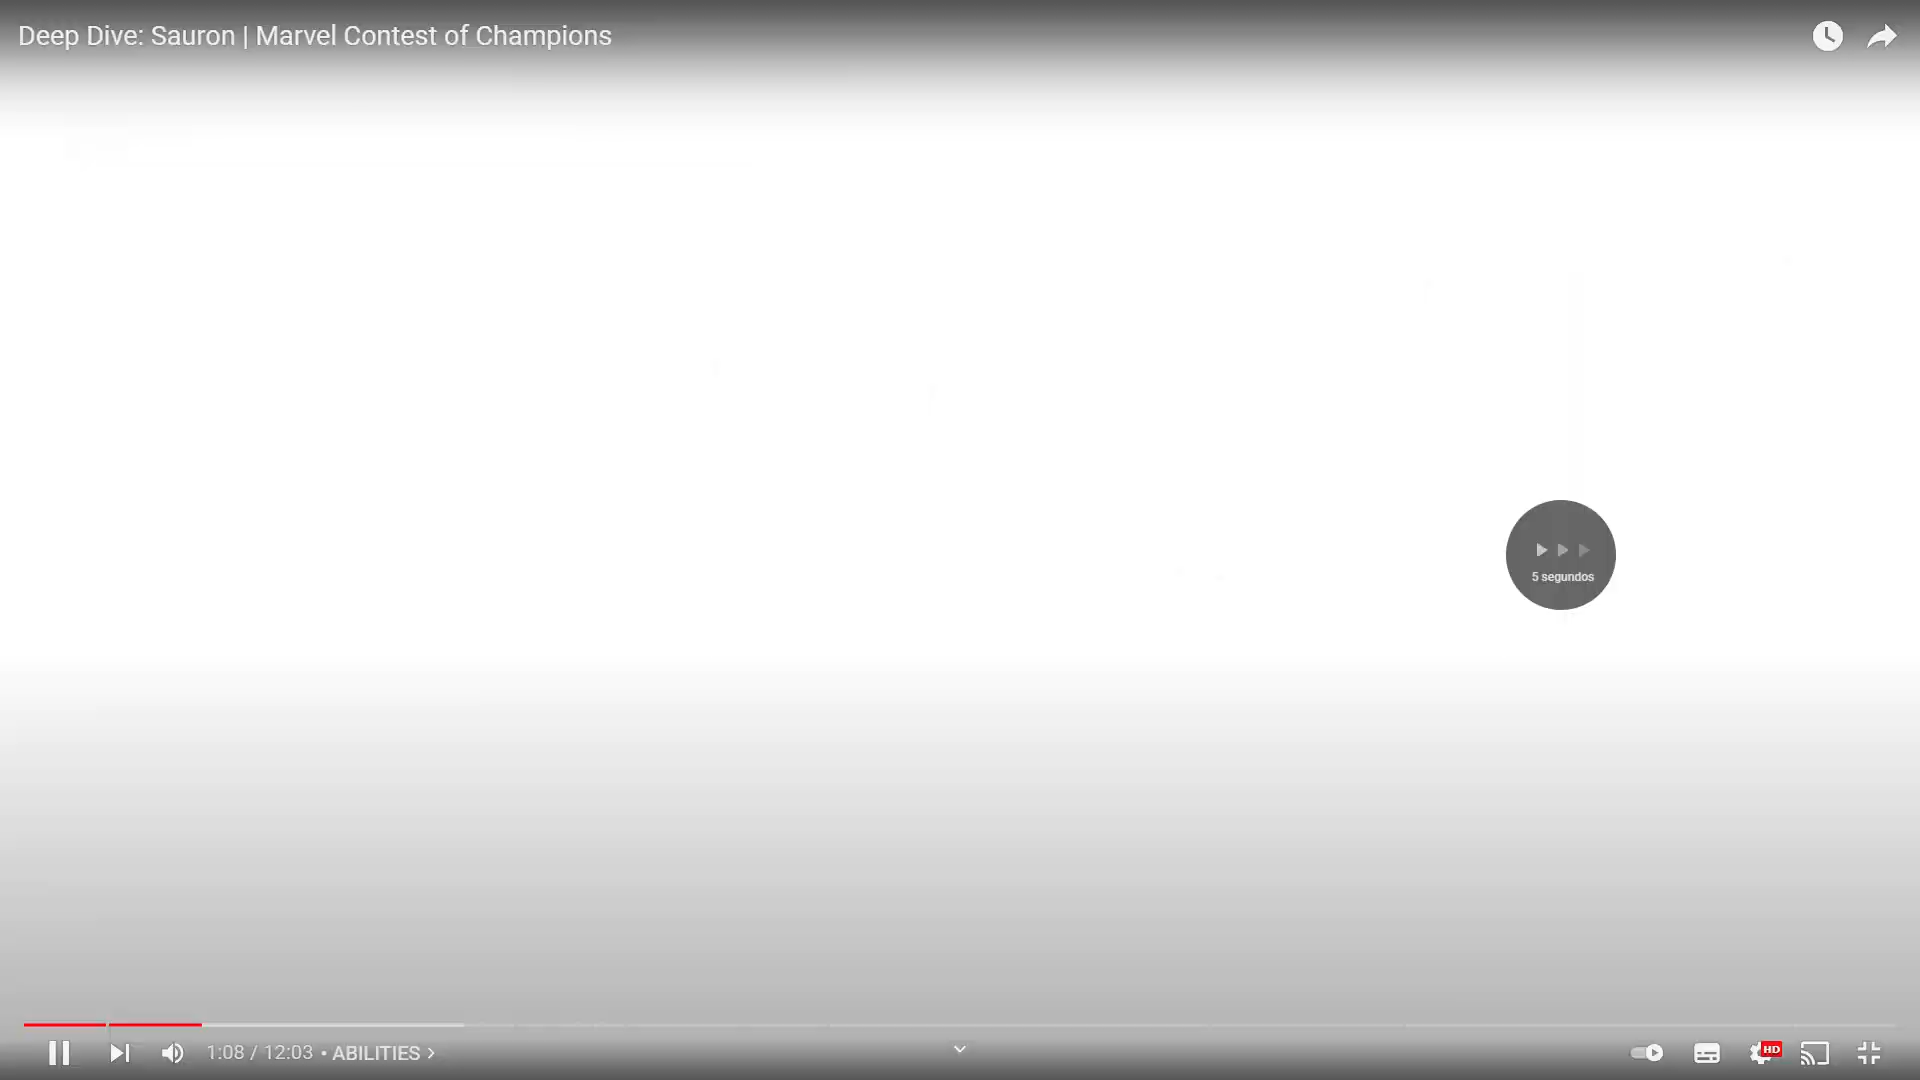 Deep Dive: Sauron | Marvel Contest of Champions
5 segundos
1:08 / 12:03 • ABILITIES >
HD